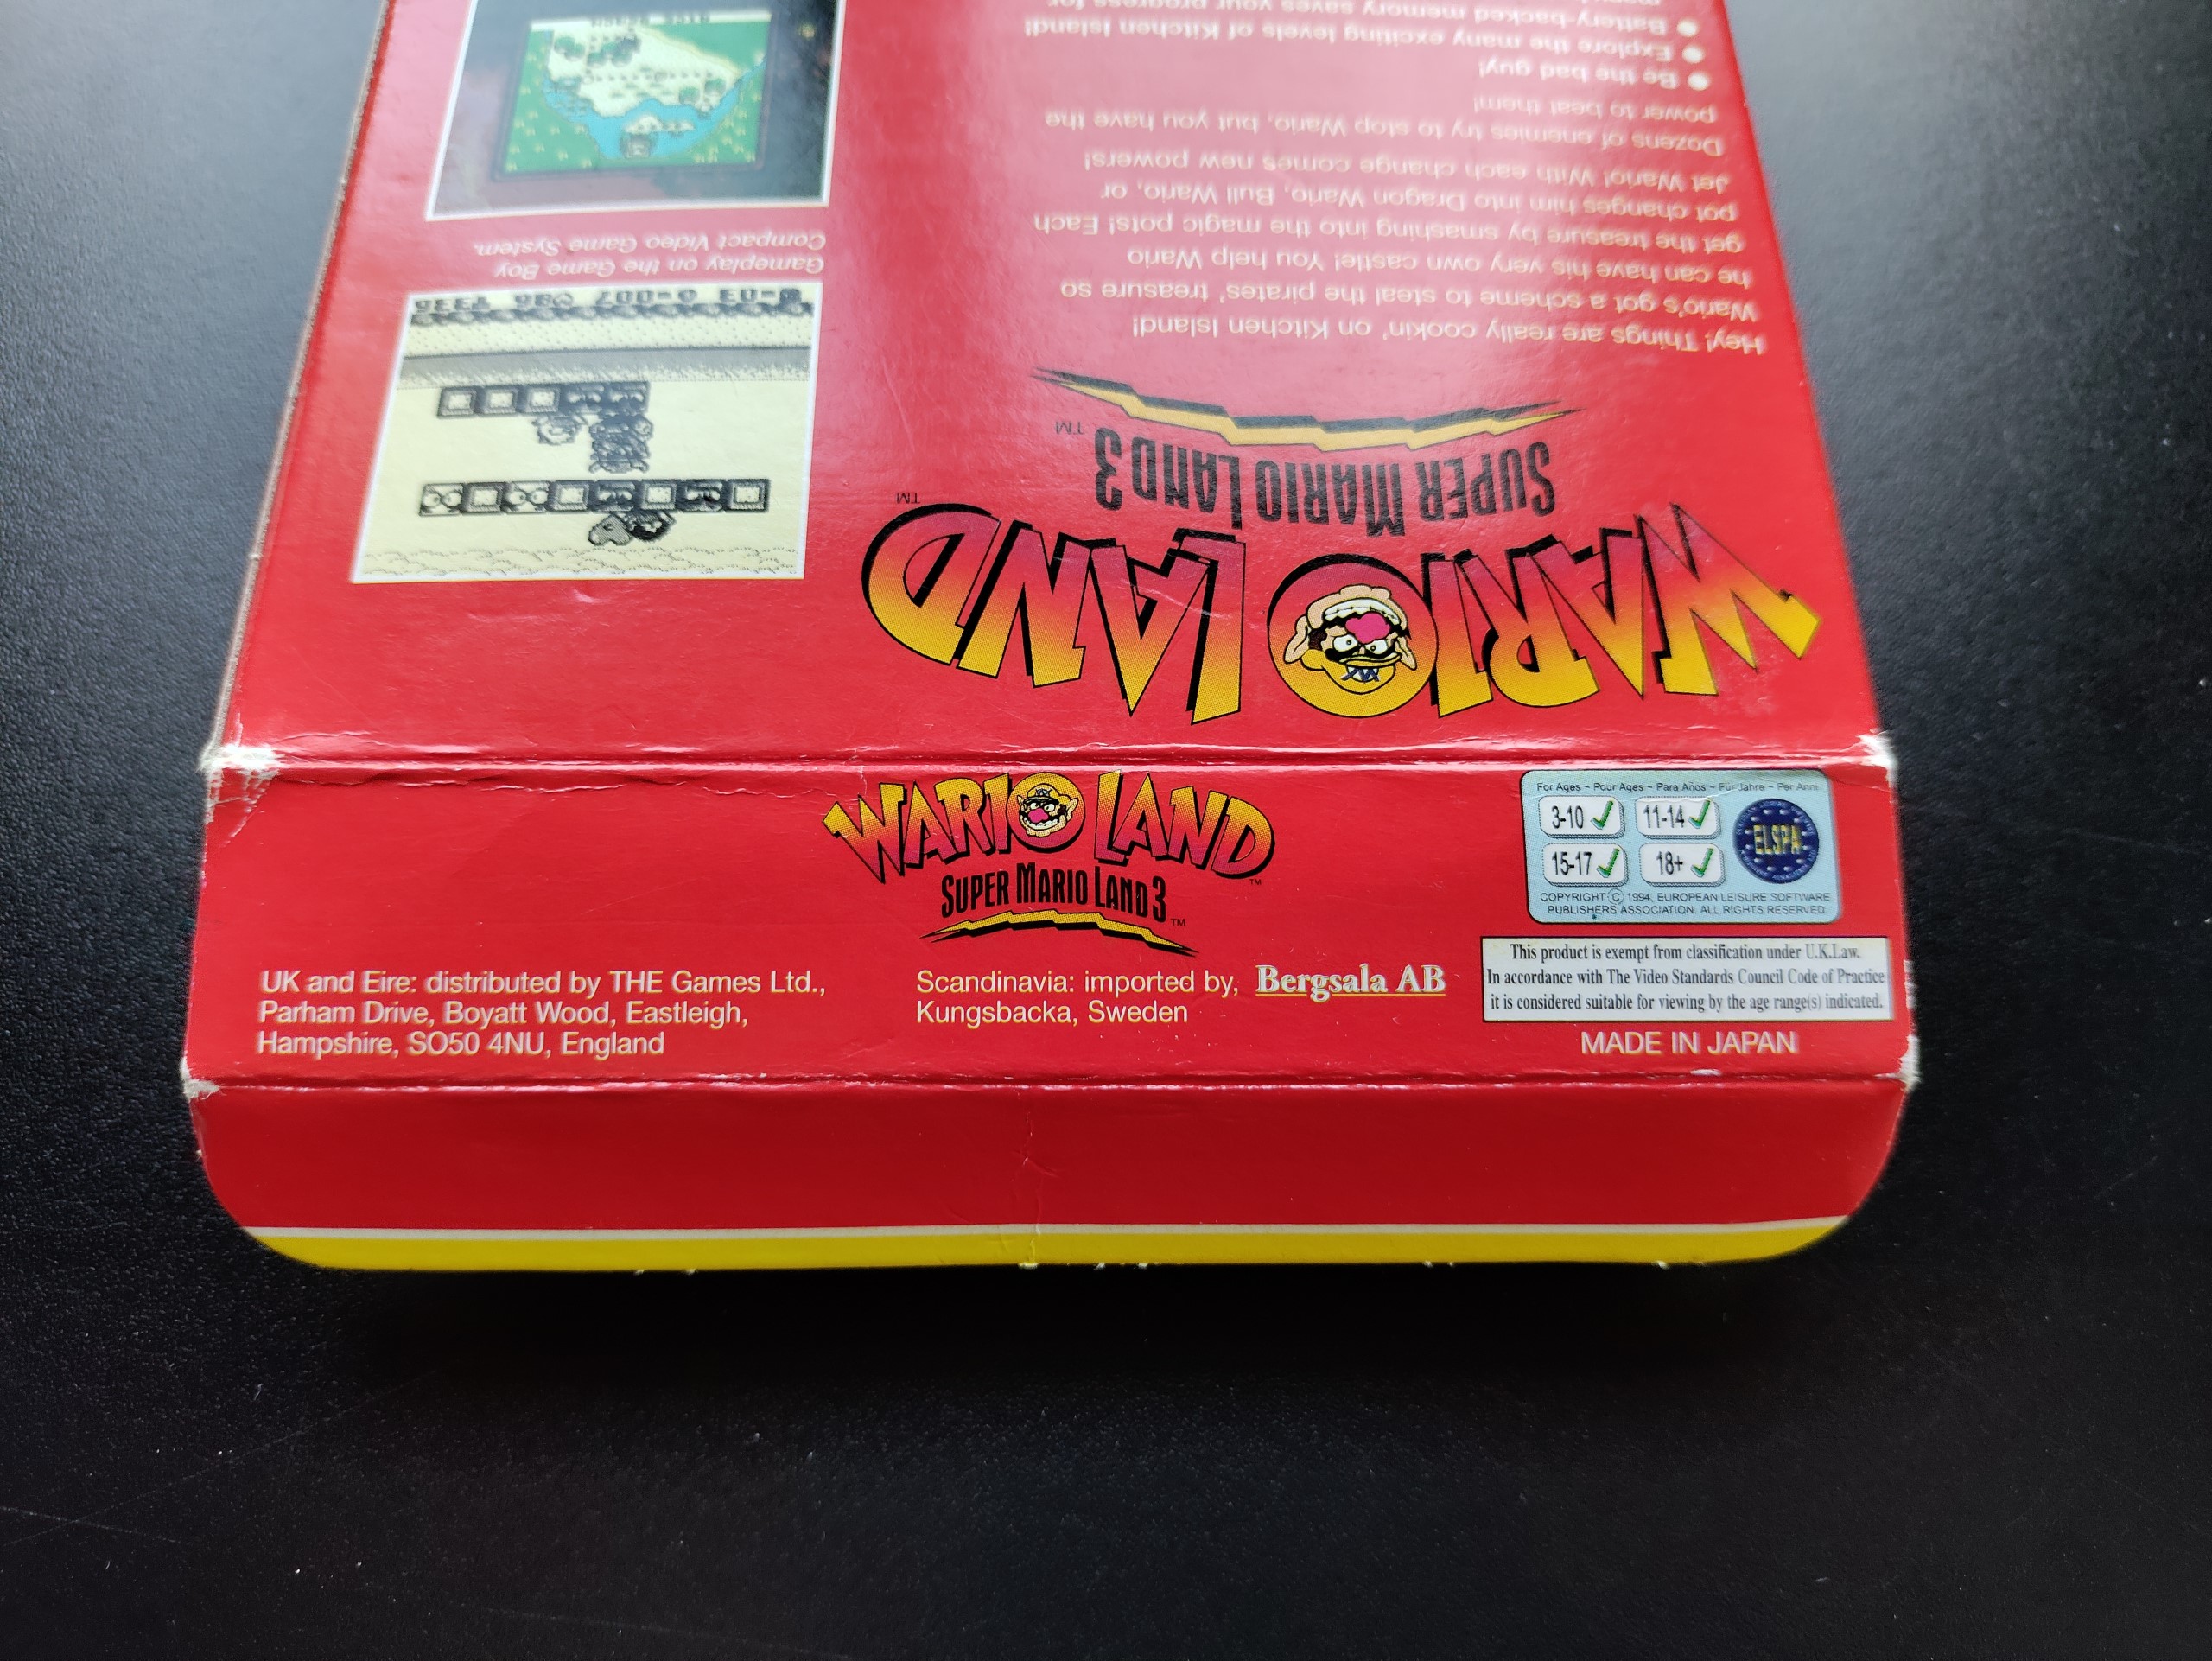 WARIO LAND
TM
SUPER MARIO LAND 3
TM
Hey! Things are really cookin' on Kitchen Island!
Wario's got a scheme to steal the pirates' treasure so
he can have his very own castle! You help Wario
get the treasure by smashing into the magic pots! Each
pot changes him into Dragon Wario, Bull Wario, or
Jet Wario! With each change comes new powers!
Dozens of enemies try to stop Wario, but you have the
power to beat them!
● Be the bad guy!
● Explore the many exciting levels of Kitchen Island!
● Battery-backed memory saves your progress for
Gameplay on the Game Boy
Compact Video Game System.
WARIO LAND
TM
SUPER MARIO LAND 3
TM
For Ages ~ Pour Ages ~ Para Años ~ Für Jahre ~ Per Anni
3-10 11-14
15-17 18+
ELSPA
COPYRIGHT © 1994, EUROPEAN LEISURE SOFTWARE
PUBLISHERS ASSOCIATION. ALL RIGHTS RESERVED
This product is exempt from classification under U.K.Law.
In accordance with The Video Standards Council Code of Practice
it is considered suitable for viewing by the age range(s) indicated.
MADE IN JAPAN
UK and Eire: distributed by THE Games Ltd.,
Parham Drive, Boyatt Wood, Eastleigh,
Hampshire, SO50 4NU, England
Scandinavia: imported by, Bergsala AB
Kungsbacka, Sweden